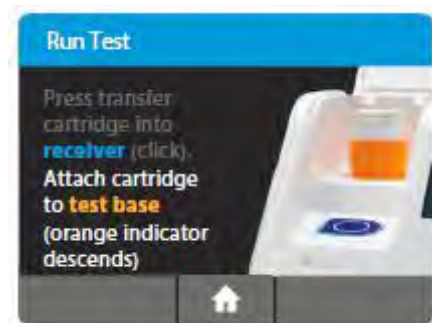 Run Test
Press transfer
cartridge into
receiver (click).
Attach cartridge
to test base
(orange indicator
descends)